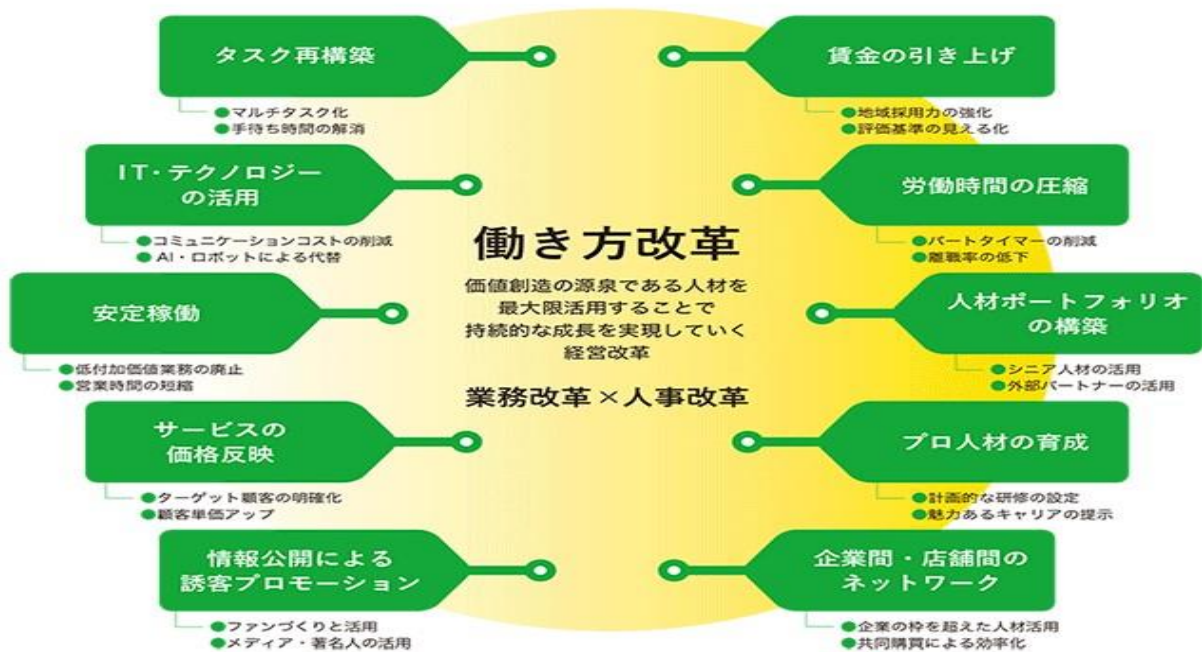 タスク再構築
●マルチタスク化
●手待ち時間の解消
IT・テクノロジー
の活用
●コミュニケーションコストの削減
●AI・ロボットによる代替
安定稼働
●低付加価値業務の廃止
●営業時間の短縮
サービスの
価格反映
●ターゲット顧客の明確化
●顧客単価アップ
情報公開による
誘客プロモーション
●ファンづくりと活用
●メディア・著名人の活用
働き方改革
価値創造の源泉である人材を
最大限活用することで
持続的な成長を実現していく
経営改革
業務改革×人事改革
賃金の引き上げ
●地域採用力の強化
●評価基準の見える化
労働時間の圧縮
●パートタイマーの削減
●離職率の低下
人材ポートフォリオ
の構築
●シニア人材の活用
●外部パートナーの活用
プロ人材の育成
●計画的な研修の設定
●魅力あるキャリアの提示
企業間・店舗間の
ネットワーク
●企業の枠を超えた人材活用
●共同購買による効率化